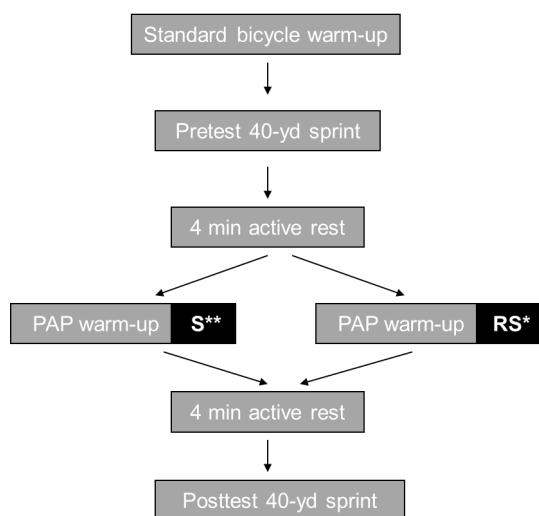 Standard bicycle warm-up
Pretest 40-yd sprint
4 min active rest
PAP warm-up S**
PAP warm-up RS*
4 min active rest
Posttest 40-yd sprint